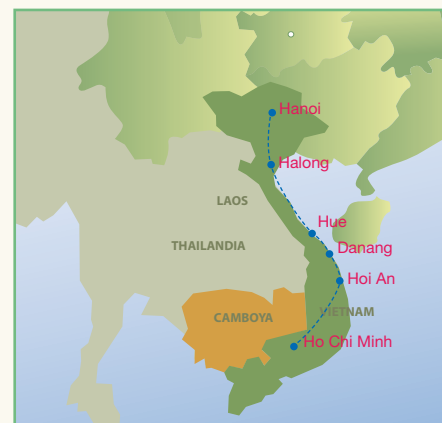 Hanoi
Halong
LAOS
Hue
THAILANDIA
Danang
Hoi An
CAMBOYA
VIETNAM
Ho Chi Minh